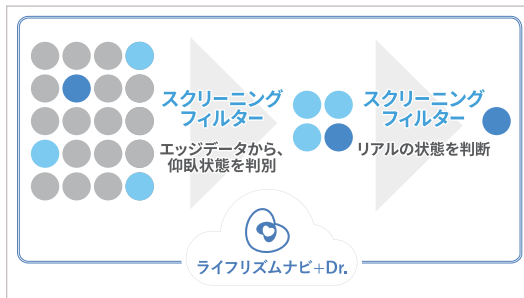 スクリーニング
フィルター
エッジデータから、
仰臥状態を判別
スクリーニング
フィルター
リアルの状態を判断
ライフリズムナビ+Dr.